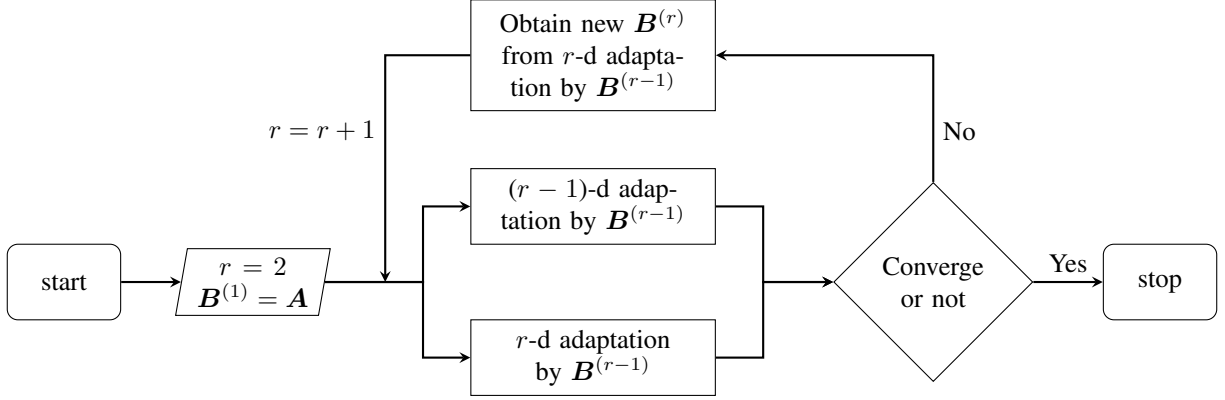 Obtain new B^{(r)}
from r-d adapta-
tion by B^{(r−1)}
r = r + 1
No
(r − 1)-d adap-
tation by B^{(r−1)}
start
r = 2
B^{(1)} = A
Converge
or not
Yes
stop
r-d adaptation
by B^{(r−1)}